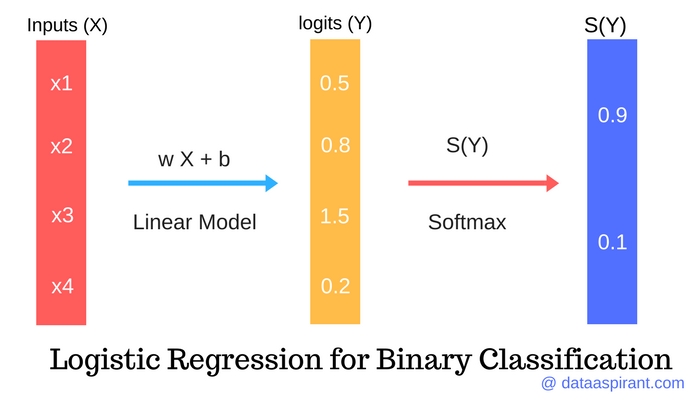 Inputs (X)
logits (Y)
S(Y)
x1
x2
x3
x4
w X + b
Linear Model
0.5
0.8
1.5
0.2
S(Y)
Softmax
0.9
0.1
Logistic Regression for Binary Classification
@ dataaspirant.com